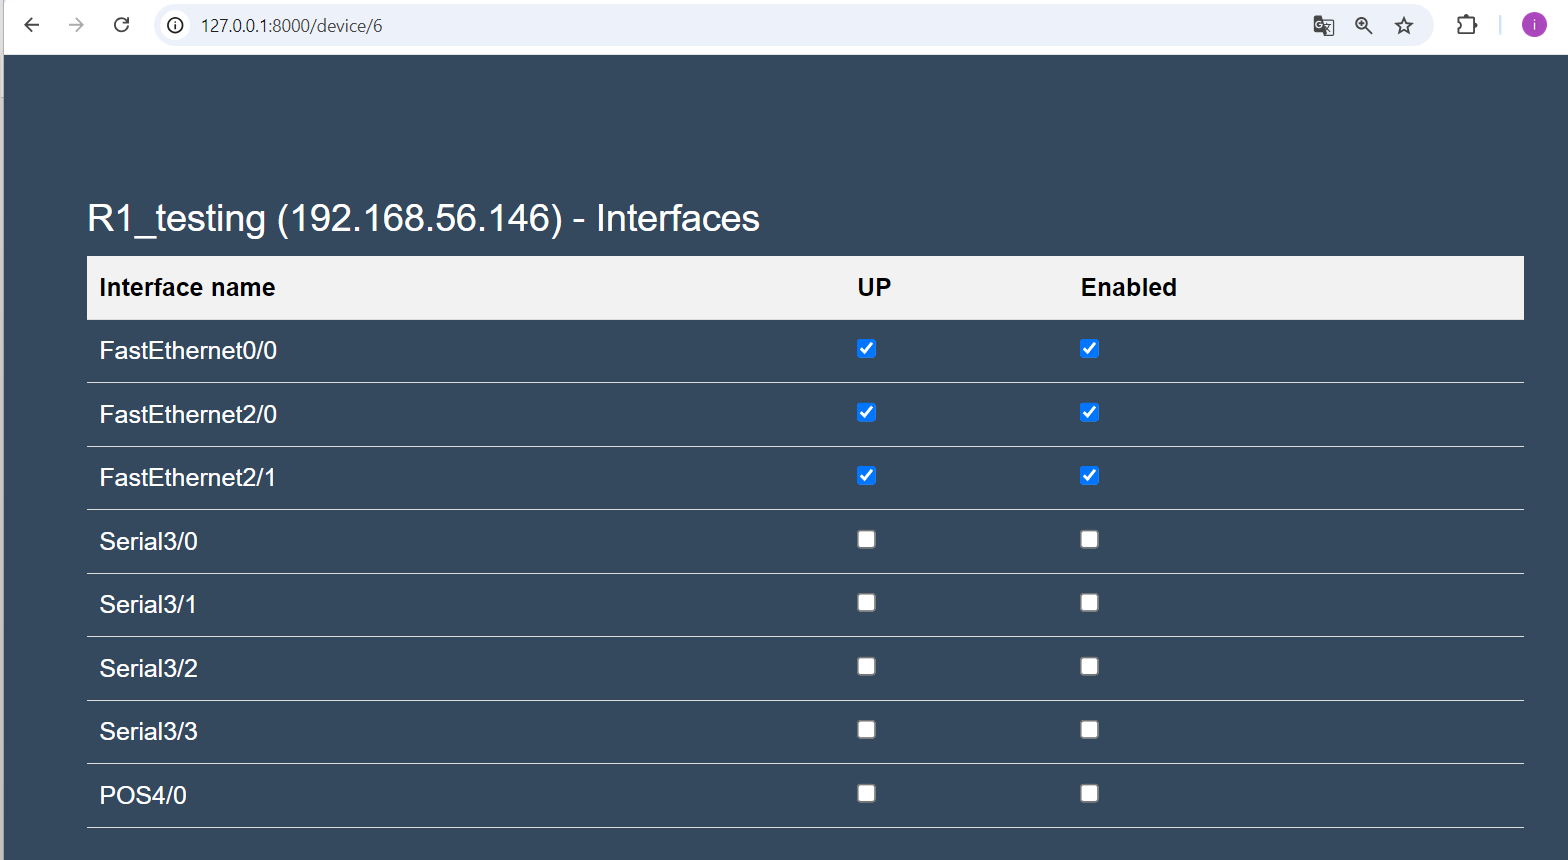 127.0.0.1:8000/device/6
i
R1_testing (192.168.56.146) - Interfaces
Interface name UP Enabled
FastEthernet0/0
FastEthernet2/0
FastEthernet2/1
Serial3/0
Serial3/1
Serial3/2
Serial3/3
POS4/0